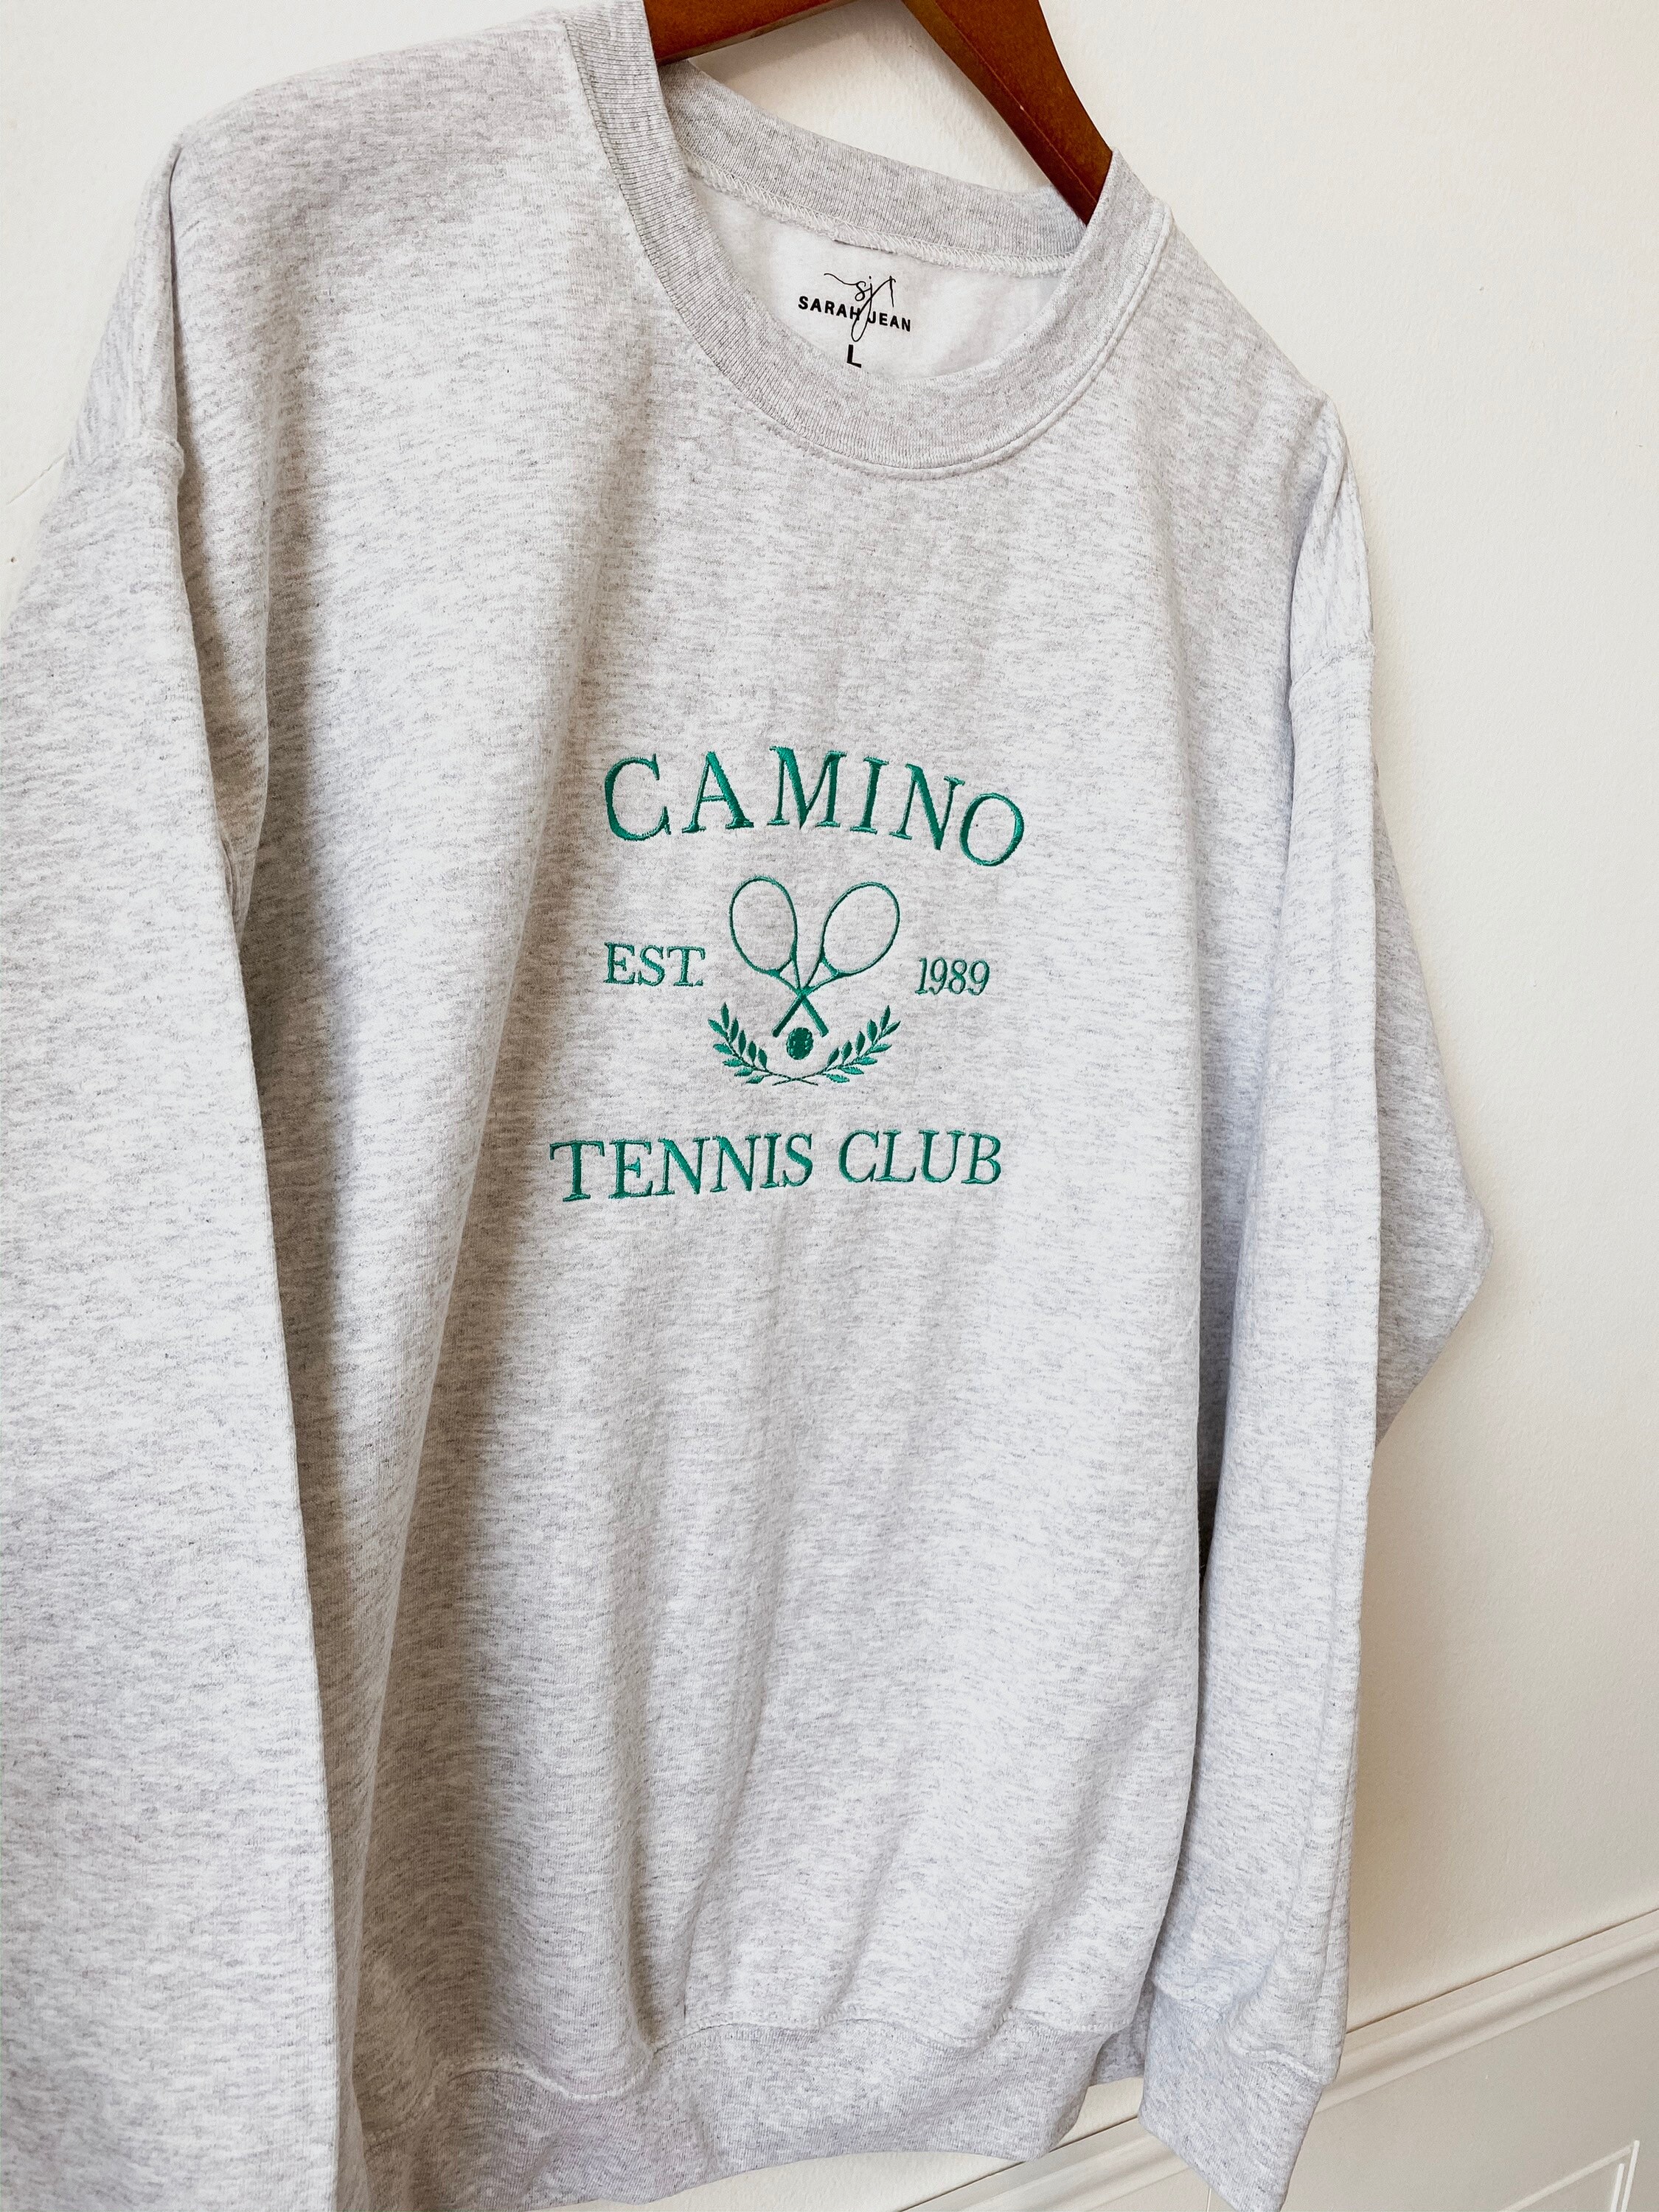 sj
SARAH JEAN
L
CAMINO
EST. 1989
TENNIS CLUB